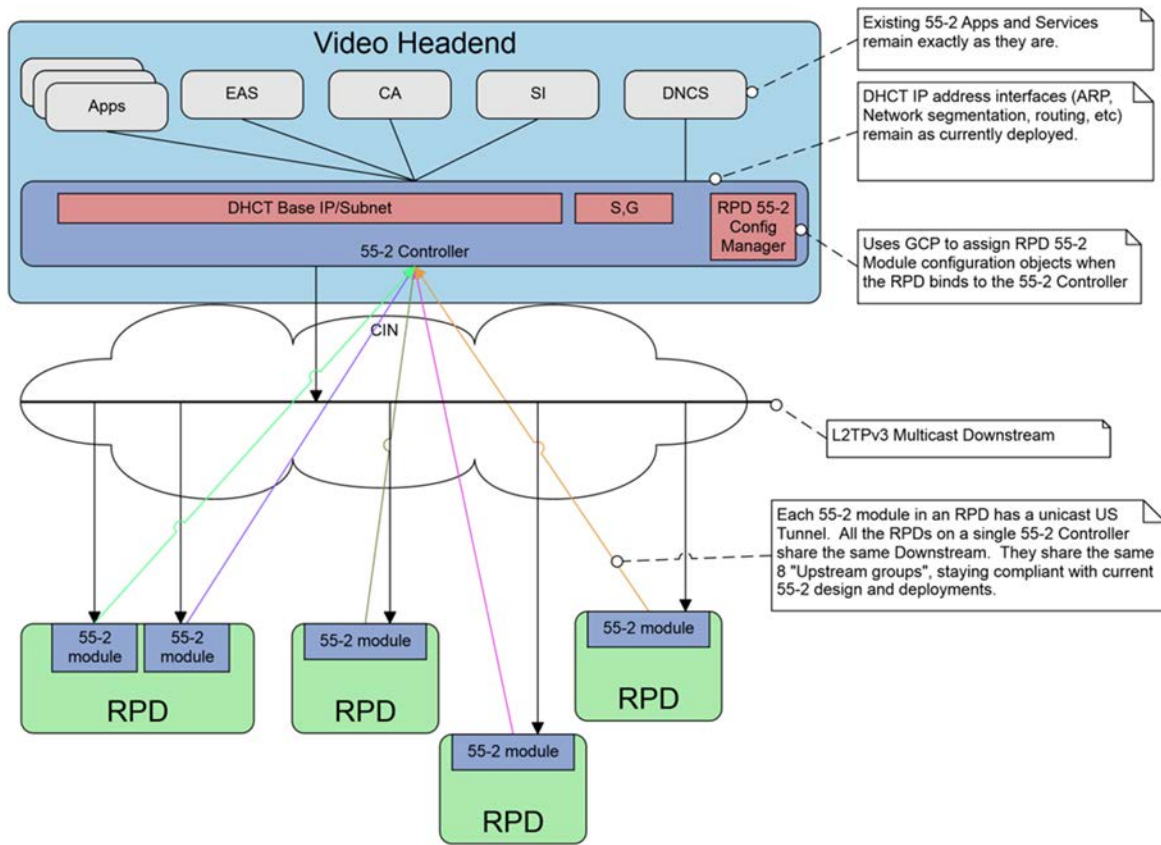 Video Headend
Apps
EAS
CA
SI
DNCS
Existing 55-2 Apps and Services
remain exactly as they are.
DHCT IP address interfaces (ARP,
Network segmentation, routing, etc)
remain as currently deployed.
DHCT Base IP/Subnet
S,G
RPD 55-2
Config
Manager
55-2 Controller
Uses GCP to assign RPD 55-2
Module configuration objects when
the RPD binds to the 55-2 Controller
CIN
L2TPv3 Multicast Downstream
Each 55-2 module in an RPD has a unicast US
Tunnel. All the RPDs on a single 55-2 Controller
share the same Downstream. They share the same
8 "Upstream groups", staying compliant with current
55-2 design and deployments.
55-2
module
55-2
module
RPD
55-2 module
RPD
55-2 module
RPD
55-2 module
RPD